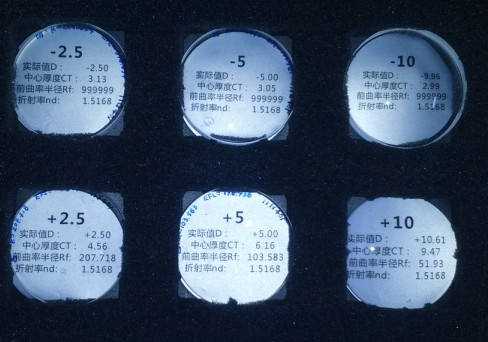 -2.5
实际值D: -2.50
中心厚度CT: 3.13
前曲率半径Rf: 999999
折射率nd: 1.5168
-5
实际值D: -5.00
中心厚度CT: 3.05
前曲率半径Rf: 999999
折射率nd: 1.5168
-10
实际值D: -9.96
中心厚度CT: 2.99
前曲率半径Rf: 999999
折射率nd: 1.5168
+2.5
实际值D: +2.50
中心厚度CT: 4.56
前曲率半径Rf: 207.718
折射率nd: 1.5168
+5
实际值D: +5.00
中心厚度CT: 6.16
前曲率半径Rf: 103.583
折射率nd: 1.5168
+10
实际值D: +10.61
中心厚度CT: 9.47
前曲率半径Rf: 51.93
折射率nd: 1.5168